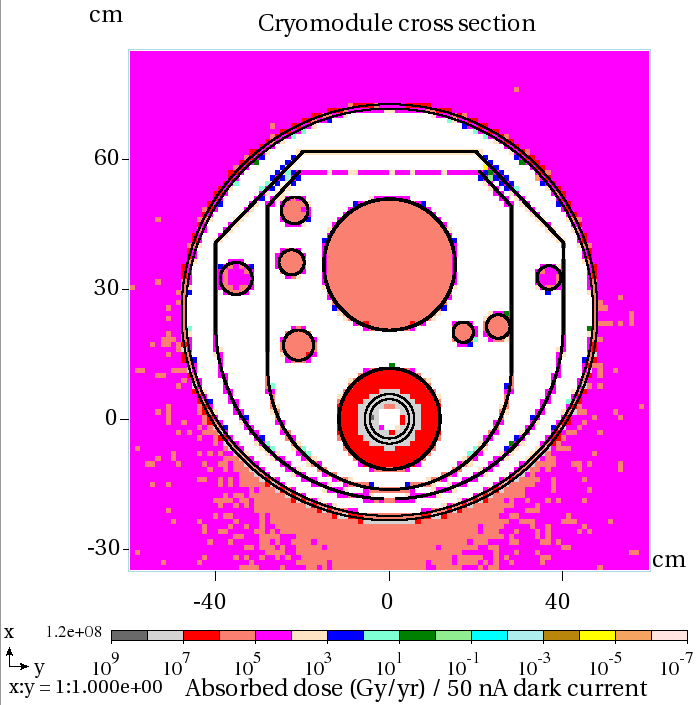 cm
Cryomodule cross section
60
30
0
-30
cm
-40 0 40
x
1.2e+08
y
10^9 10^7 10^5 10^3 10^1 10^-1 10^-3 10^-5 10^-7
x:y = 1:1.000e+00
Absorbed dose (Gy/yr) / 50 nA dark current